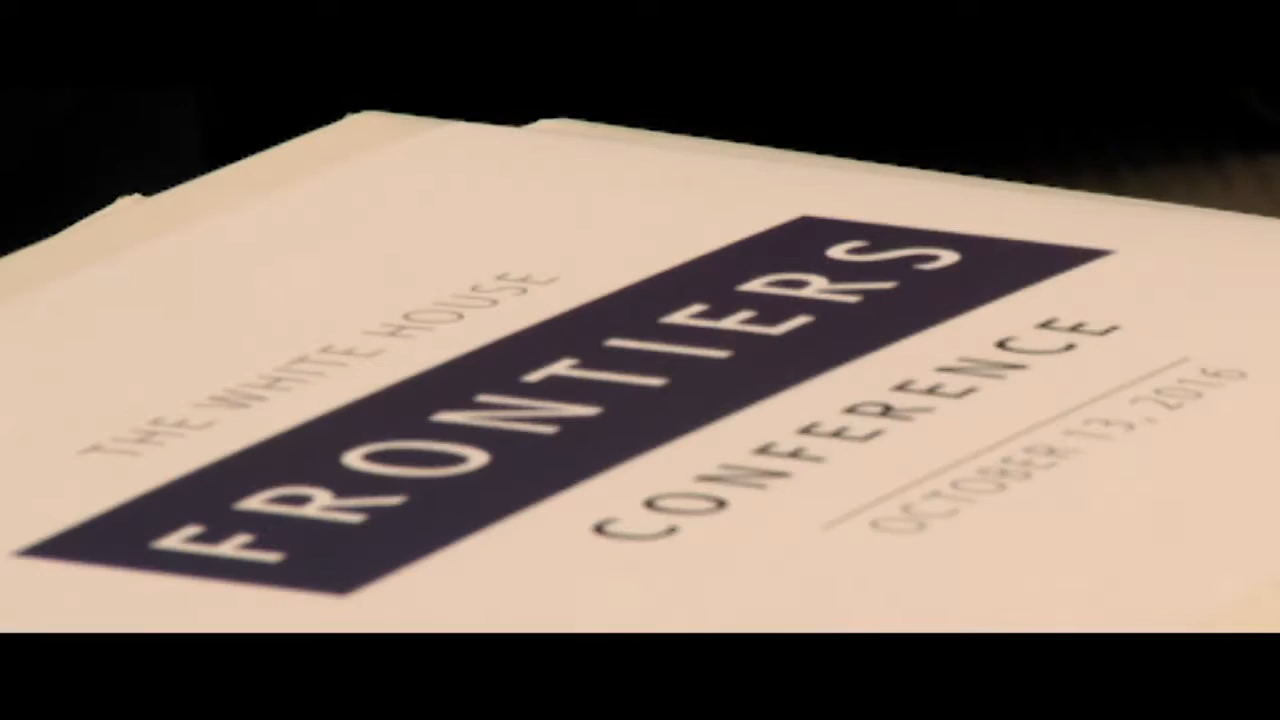 THE WHITE HOUSE
FRONTIERS
CONFERENCE
OCTOBER 13, 2016